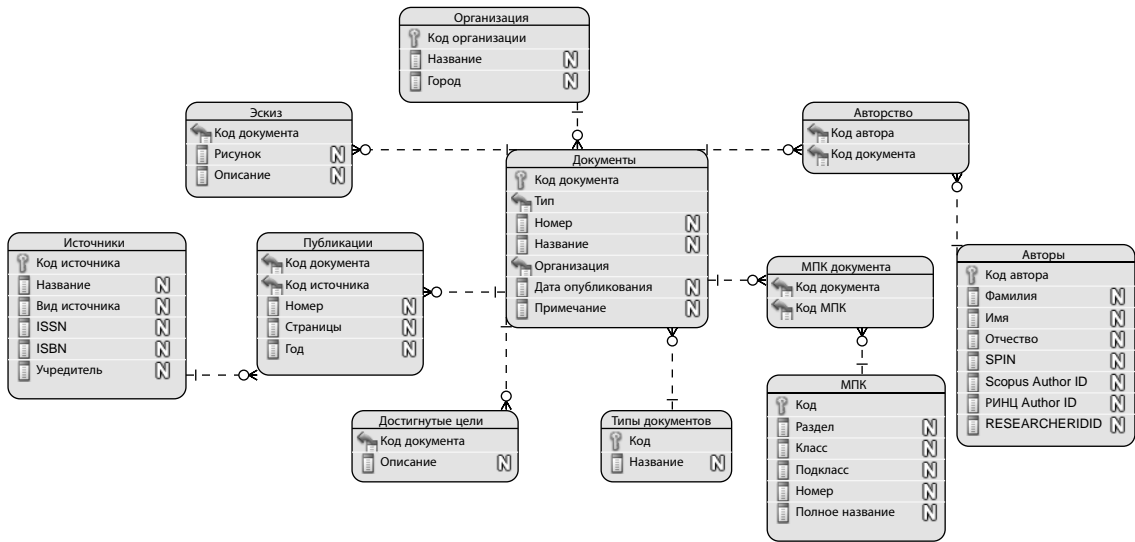 Организация
Код организации
Название N
Город N
Эскиз
Код документа
Рисунок N
Описание N
Авторство
Код автора
Код документа
Документы
Код документа
Тип
Номер N
Название N
Организация
Дата опубликования N
Примечание N
Источники
Код источника
Название N
Вид источника N
ISSN N
ISBN N
Учредитель N
Публикации
Код документа
Код источника
Номер N
Страницы N
Год N
МПК документа
Код документа
Код МПК
Авторы
Код автора
Фамилия N
Имя N
Отчество N
SPIN N
Scopus Author ID N
РИНЦ Author ID N
RESEARCHERIDID N
Достигнутые цели
Код документа
Описание N
Типы документов
Код
Название N
МПК
Код
Раздел N
Класс N
Подкласс N
Номер N
Полное название N